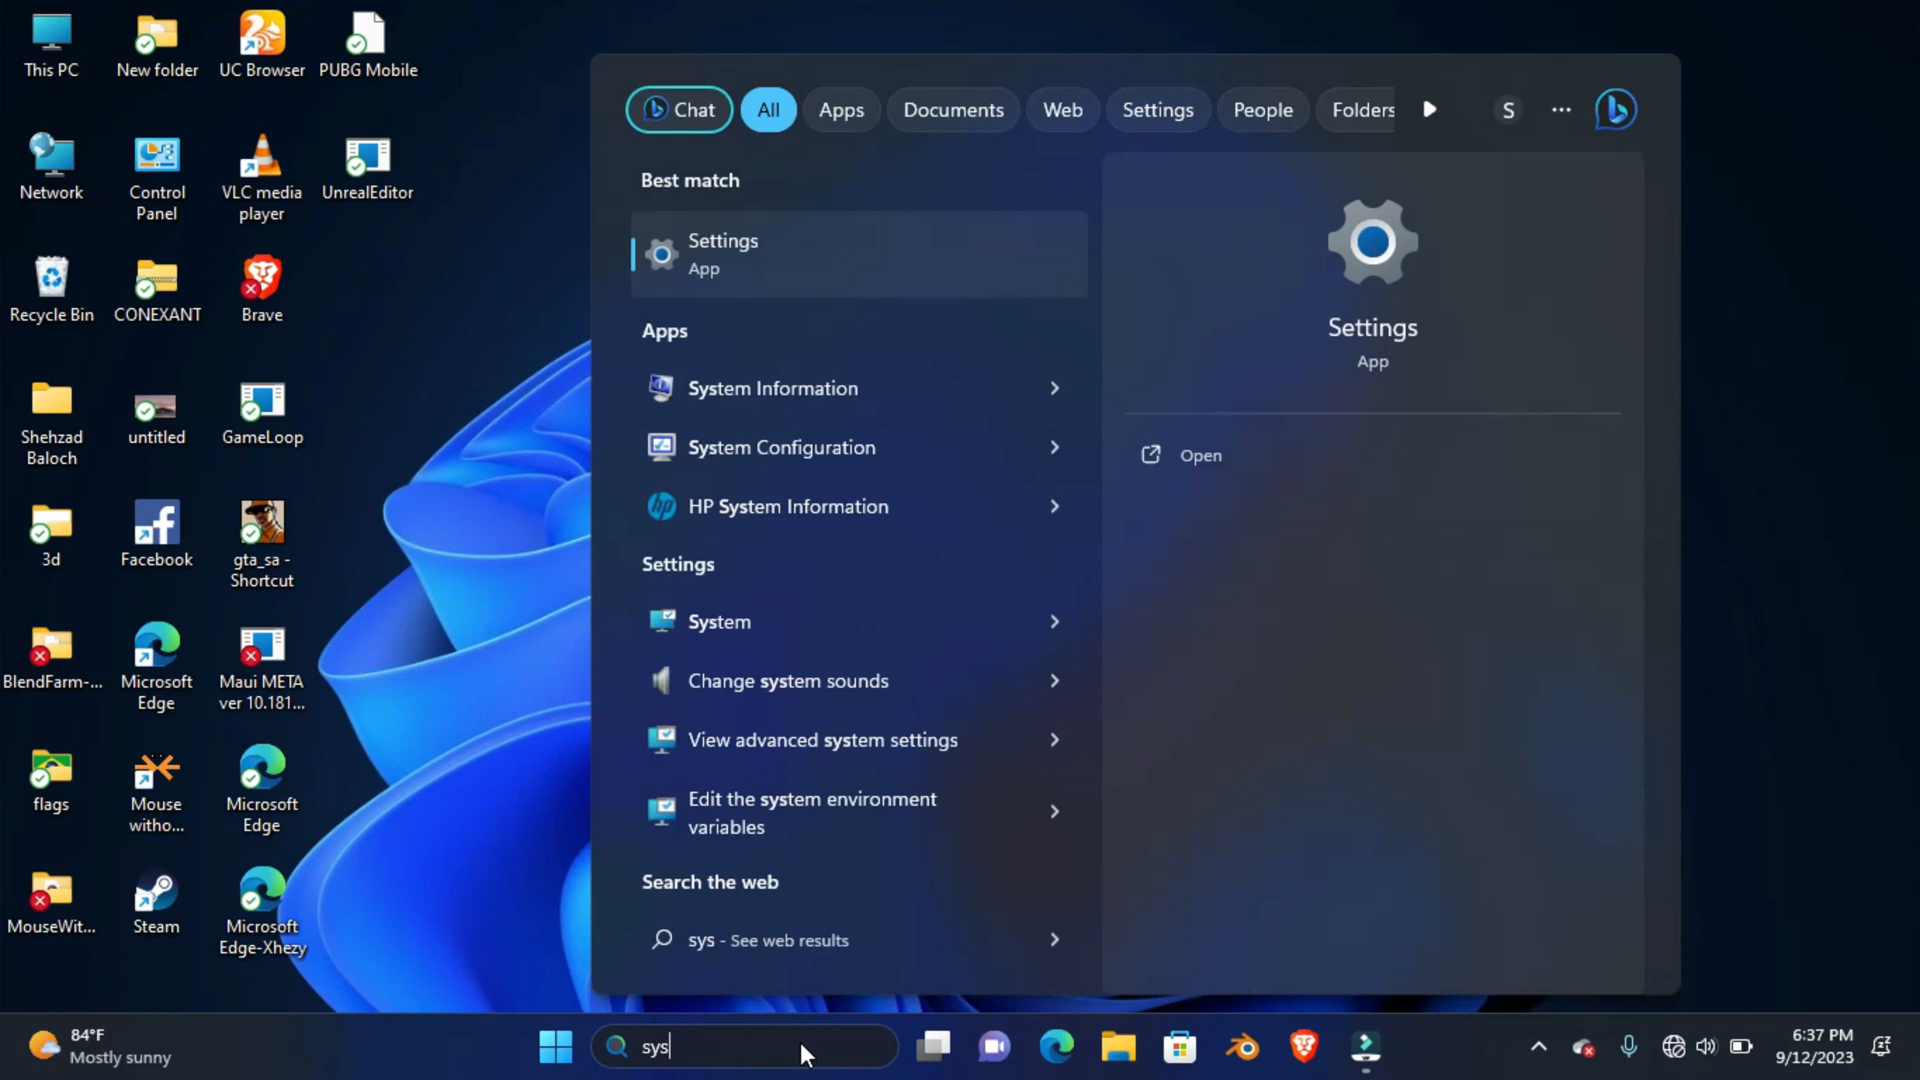 This PC
New folder
UC Browser
PUBG Mobile
Network
Control
Panel
VLC media
player
UnrealEditor
Recycle Bin
CONEXANT
Brave
Shehzad
Baloch
untitled
GameLoop
3d
Facebook
gta_sa -
Shortcut
BlendFarm-...
Microsoft
Edge
Maui META
ver 10.181...
flags
Mouse
witho...
Microsoft
Edge
MouseWit...
Steam
Microsoft
Edge-Xhezy
Chat
All
Apps
Documents
Web
Settings
People
Folders
S
Best match
Settings
App
Apps
System Information
System Configuration
HP System Information
Settings
System
Change system sounds
View advanced system settings
Edit the system environment
variables
Search the web
sys - See web results
Settings
App
Open
84°F
Mostly sunny
sys
6:37 PM
9/12/2023